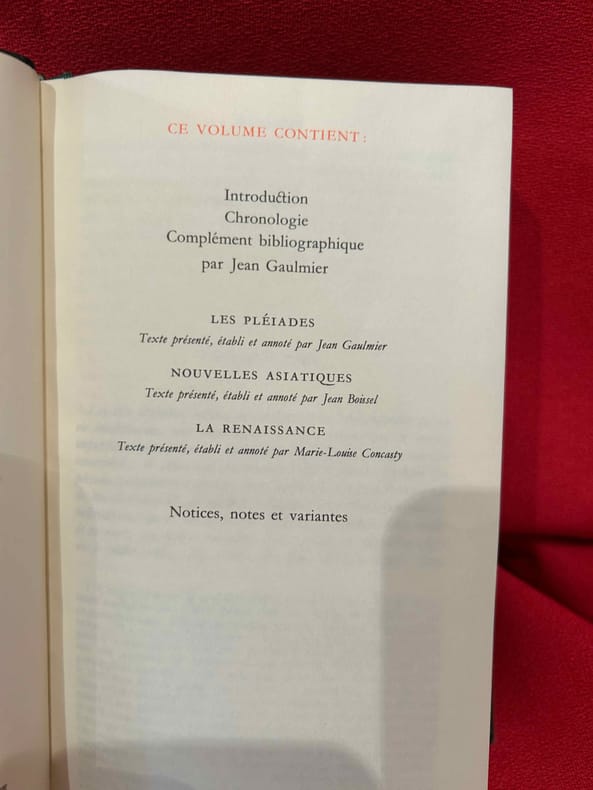 CE VOLUME CONTIENT :
Introduction
Chronologie
Complément bibliographique
par Jean Gaulmier
LES PLÉIADES
Texte présenté, établi et annoté par Jean Gaulmier
NOUVELLES ASIATIQUES
Texte présenté, établi et annoté par Jean Boissel
LA RENAISSANCE
Texte présenté, établi et annoté par Marie-Louise Concasty
Notices, notes et variantes